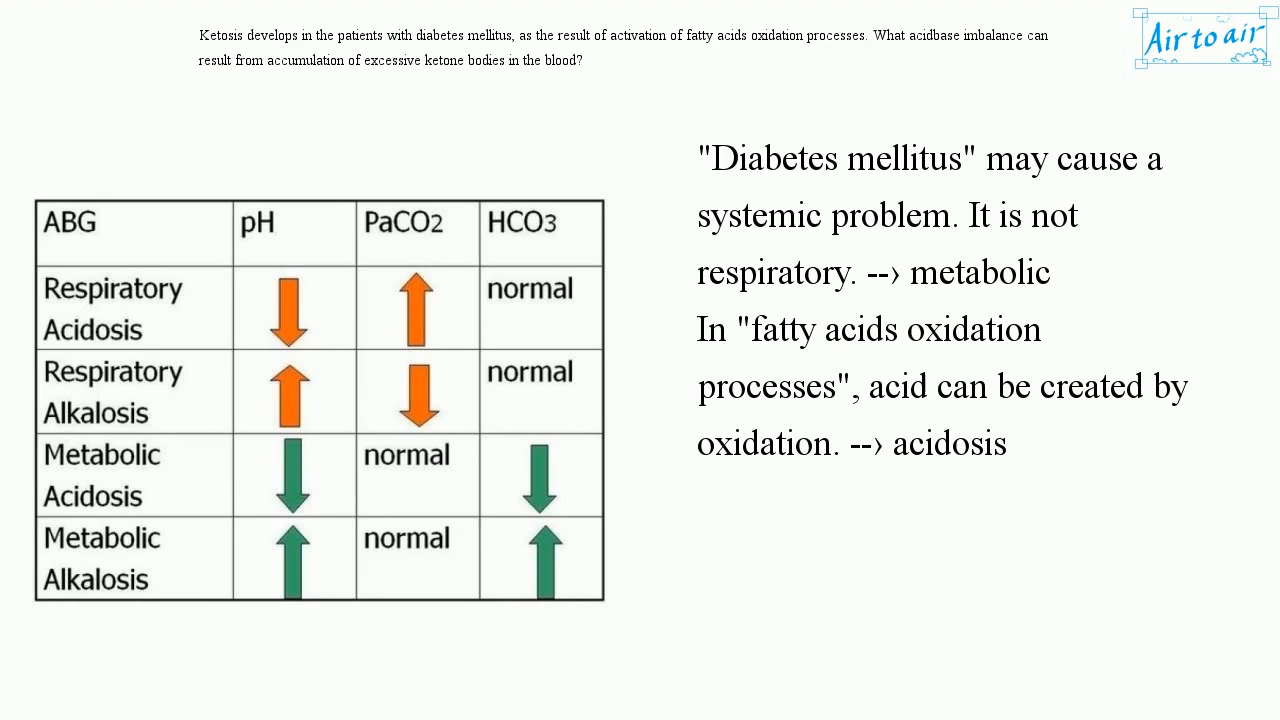 Ketosis develops in the patients with diabetes mellitus, as the result of activation of fatty acids oxidation processes. What acidbase imbalance can
result from accumulation of excessive ketone bodies in the blood?
Air to air
"Diabetes mellitus" may cause a
systemic problem. It is not
respiratory. --› metabolic
In "fatty acids oxidation
processes", acid can be created by
oxidation. --› acidosis
ABG pH PaCO2 HCO3
Respiratory normal
Acidosis
Respiratory normal
Alkalosis
Metabolic normal
Acidosis
Metabolic normal
Alkalosis